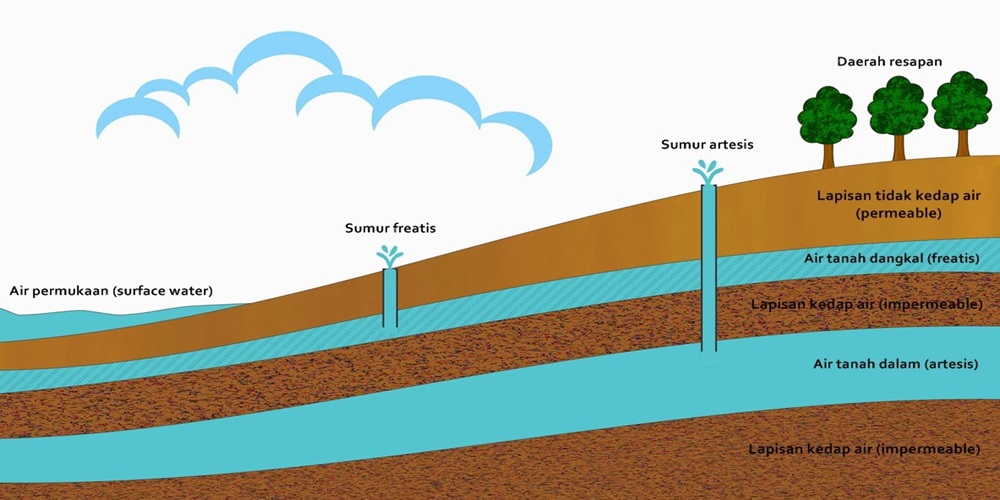 Daerah resapan
Sumur artesis
Lapisan tidak kedap air
(permeable)
Sumur freatis
Air tanah dangkal (freatis)
Air permukaan (surface water)
Lapisan kedap air (impermeable)
Air tanah dalam (artesis)
Lapisan kedap air (impermeable)